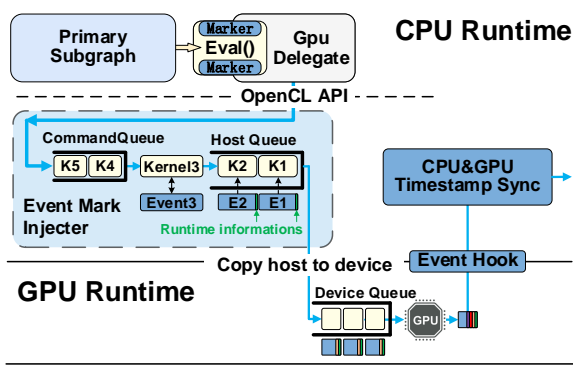 Primary
Subgraph
Marker
Eval()
Marker
Gpu
Delegate
CPU Runtime
OpenCL API
CommandQueue
Host Queue
K5
K4
Kernel3
K2
K1
Event3
E2
E1
Event Mark
Injecter
Runtime informations
CPU&GPU
Timestamp Sync
Copy host to device
Event Hook
GPU Runtime
Device Queue
GPU